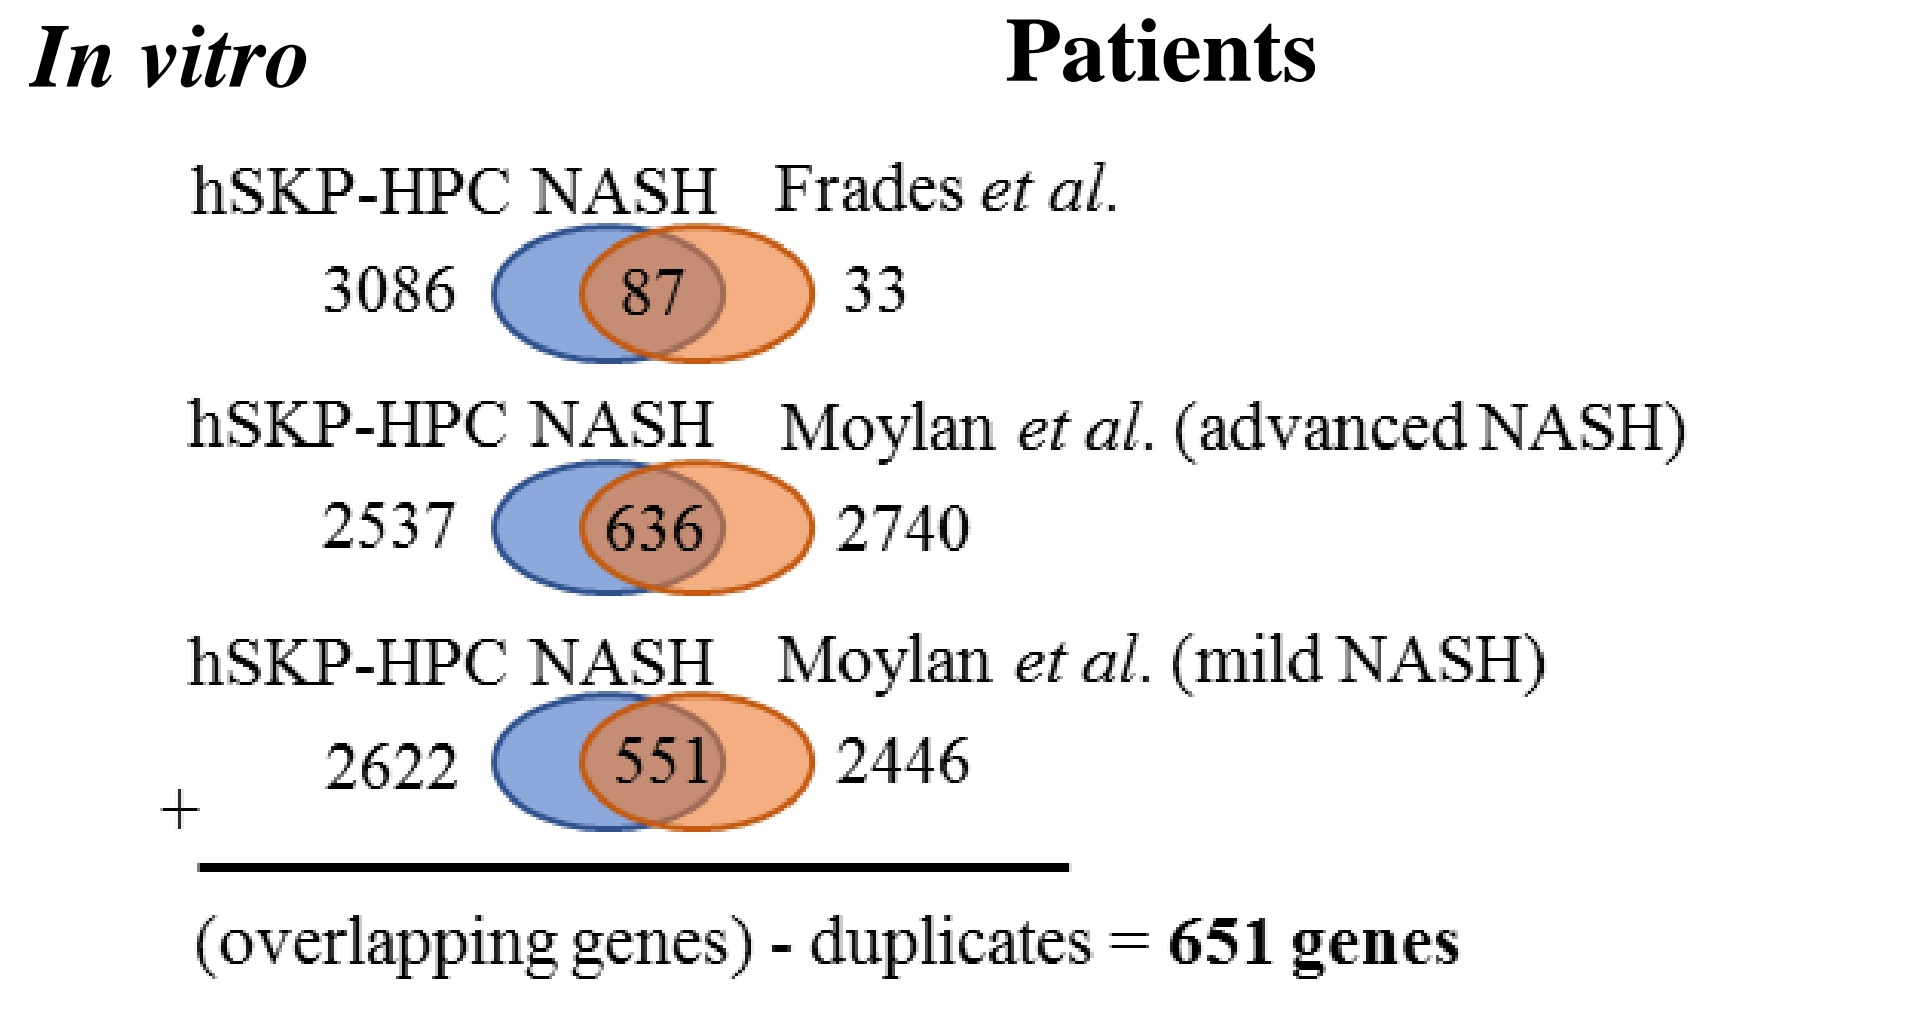 In vitro Patients
hSKP-HPC NASH Frades et al.
3086 87 33
hSKP-HPC NASH Moylan et al. (advanced NASH)
2537 636 2740
hSKP-HPC NASH Moylan et al. (mild NASH)
2622 551 2446
+
(overlapping genes) - duplicates = 651 genes